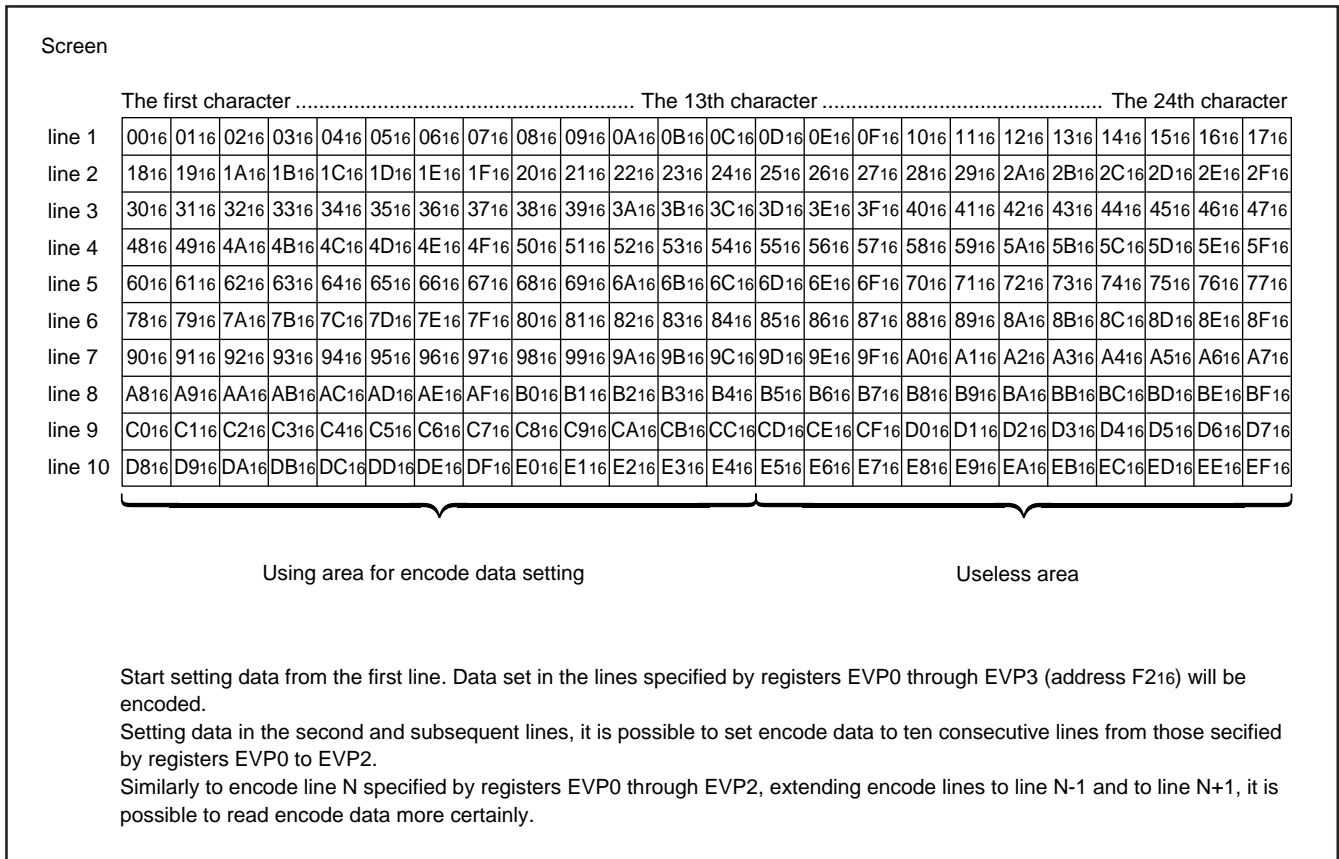 Screen
The first character .......................................................... The 13th character ................................................ The 24th character
line 1 0016 0116 0216 0316 0416 0516 0616 0716 0816 0916 0A16 0B16 0C16 0D16 0E16 0F16 1016 1116 1216 1316 1416 1516 1616 1716
line 2 1816 1916 1A16 1B16 1C16 1D16 1E16 1F16 2016 2116 2216 2316 2416 2516 2616 2716 2816 2916 2A16 2B16 2C16 2D16 2E16 2F16
line 3 3016 3116 3216 3316 3416 3516 3616 3716 3816 3916 3A16 3B16 3C16 3D16 3E16 3F16 4016 4116 4216 4316 4416 4516 4616 4716
line 4 4816 4916 4A16 4B16 4C16 4D16 4E16 4F16 5016 5116 5216 5316 5416 5516 5616 5716 5816 5916 5A16 5B16 5C16 5D16 5E16 5F16
line 5 6016 6116 6216 6316 6416 6516 6616 6716 6816 6916 6A16 6B16 6C16 6D16 6E16 6F16 7016 7116 7216 7316 7416 7516 7616 7716
line 6 7816 7916 7A16 7B16 7C16 7D16 7E16 7F16 8016 8116 8216 8316 8416 8516 8616 8716 8816 8916 8A16 8B16 8C16 8D16 8E16 8F16
line 7 9016 9116 9216 9316 9416 9516 9616 9716 9816 9916 9A16 9B16 9C16 9D16 9E16 9F16 A016 A116 A216 A316 A416 A516 A616 A716
line 8 A816 A916 AA16 AB16 AC16 AD16 AE16 AF16 B016 B116 B216 B316 B416 B516 B616 B716 B816 B916 BA16 BB16 BC16 BD16 BE16 BF16
line 9 C016 C116 C216 C316 C416 C516 C616 C716 C816 C916 CA16 CB16 CC16 CD16 CE16 CF16 D016 D116 D216 D316 D416 D516 D616 D716
line 10 D816 D916 DA16 DB16 DC16 DD16 DE16 DF16 E016 E116 E216 E316 E416 E516 E616 E716 E816 E916 EA16 EB16 EC16 ED16 EE16 EF16
Using area for encode data setting Useless area
Start setting data from the first line. Data set in the lines specified by registers EVP0 through EVP3 (address F216) will be
encoded.
Setting data in the second and subsequent lines, it is possible to set encode data to ten consecutive lines from those secified
by registers EVP0 to EVP2.
Similarly to encode line N specified by registers EVP0 through EVP2, extending encode lines to line N-1 and to line N+1, it is
possible to read encode data more certainly.